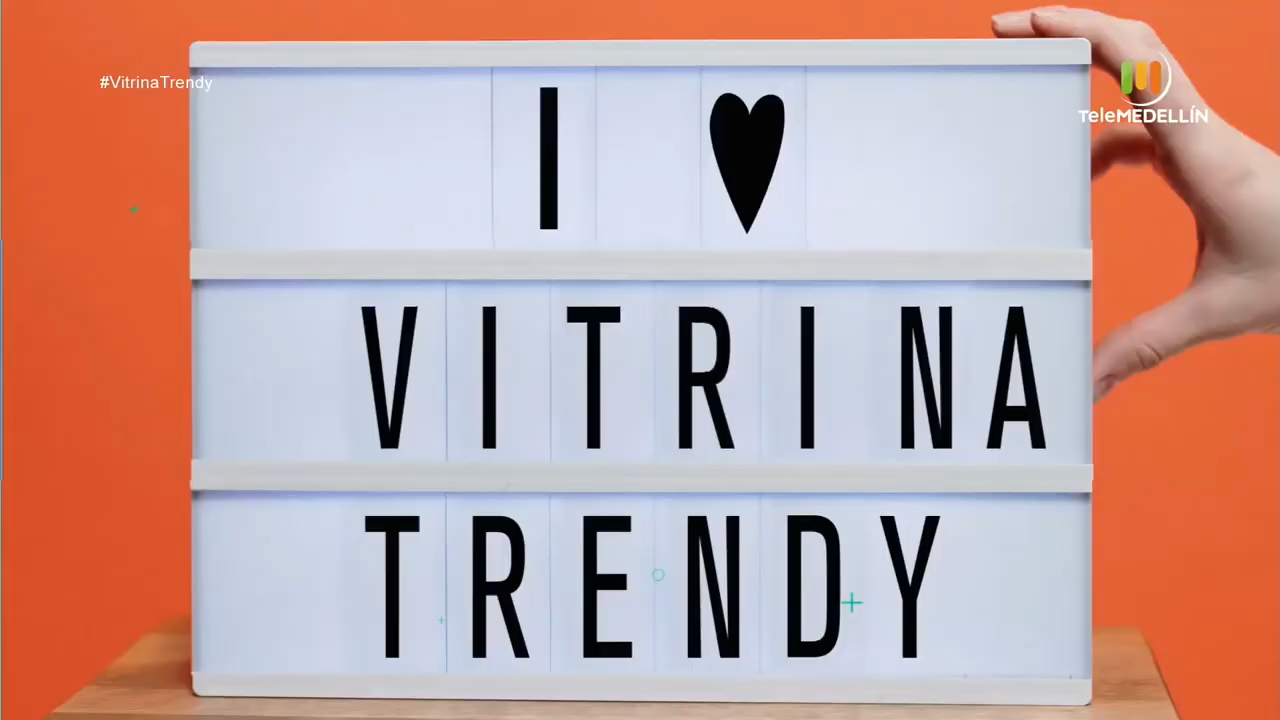 #VitrinaTrendy
TeleMEDELLÍN
I ♥
VITRINA
TRENDY